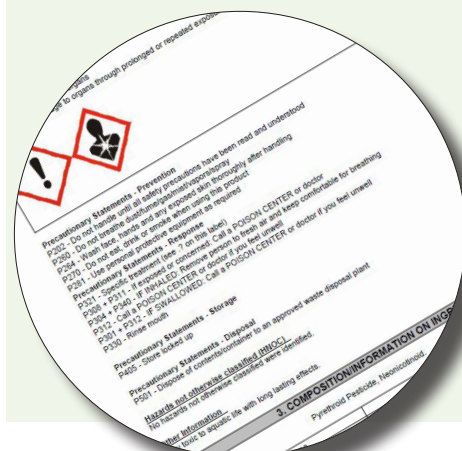 organs
ge to organs through prolonged or repeated
Precautionary Statements - Prevention
P202 - Do not handle until all safety precautions have been read and understood
P260 - Do not breathe dust/fume/gas/mist/vapors/spray
P264 - Wash face, hands and any exposed skin thoroughly after handling
P270 - Do not eat, drink or smoke when using this product
P281 - Use personal protective equipment as required
Precautionary Statements - Response
P321 - Specific treatment (see ? on this label)
P308 + P311 - If exposed or concerned: Call a POISON CENTER or doctor
P304 + P340 - IF INHALED: Remove person to fresh air and keep comfortable for breathing
P312 - Call a POISON CENTER or doctor if you feel unwell
P301 + P312 - IF SWALLOWED: Call a POISON CENTER or doctor if you feel unwell
P330 - Rinse mouth
Precautionary Statements - Storage
P405 - Store locked up
Precautionary Statements - Disposal
P501 - Dispose of contents/container to an approved waste disposal plant
Hazards not otherwise classified (HNOC)
No hazards not otherwise classified were identified.
ther Information
toxic to aquatic life with long lasting effects.
3. COMPOSITION/INFORMATION ON INGR
Pyrethroid Pesticide, Neonicotinoid.